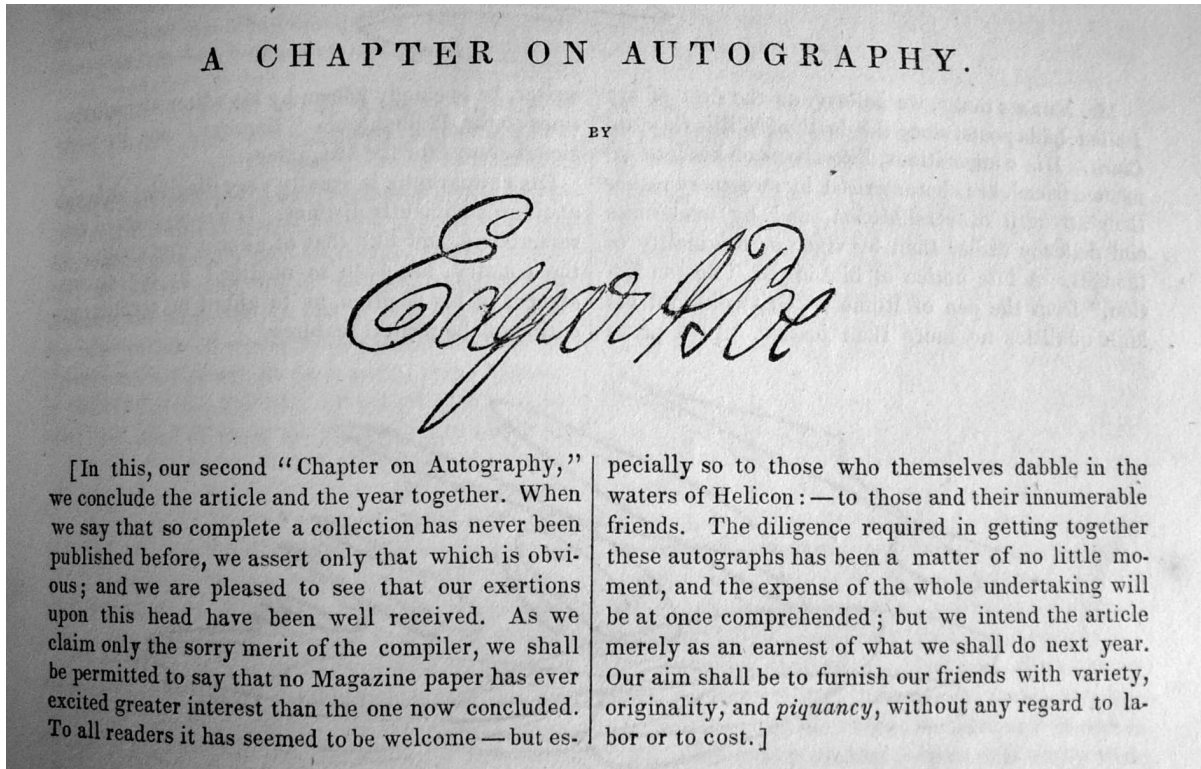 A CHAPTER ON AUTOGRAPHY.
BY
Edgar A Poe
[In this, our second "Chapter on Autography,"
we conclude the article and the year together. When
we say that so complete a collection has never been
published before, we assert only that which is obvi-
ous; and we are pleased to see that our exertions
upon this head have been well received. As we
claim only the sorry merit of the compiler, we shall
be permitted to say that no Magazine paper has ever
excited greater interest than the one now concluded.
To all readers it has seemed to be welcome — but es-
pecially so to those who themselves dabble in the
waters of Helicon: — to those and their innumerable
friends. The diligence required in getting together
these autographs has been a matter of no little mo-
ment, and the expense of the whole undertaking will
be at once comprehended; but we intend the article
merely as an earnest of what we shall do next year.
Our aim shall be to furnish our friends with variety,
originality, and piquancy, without any regard to la-
bor or to cost.]